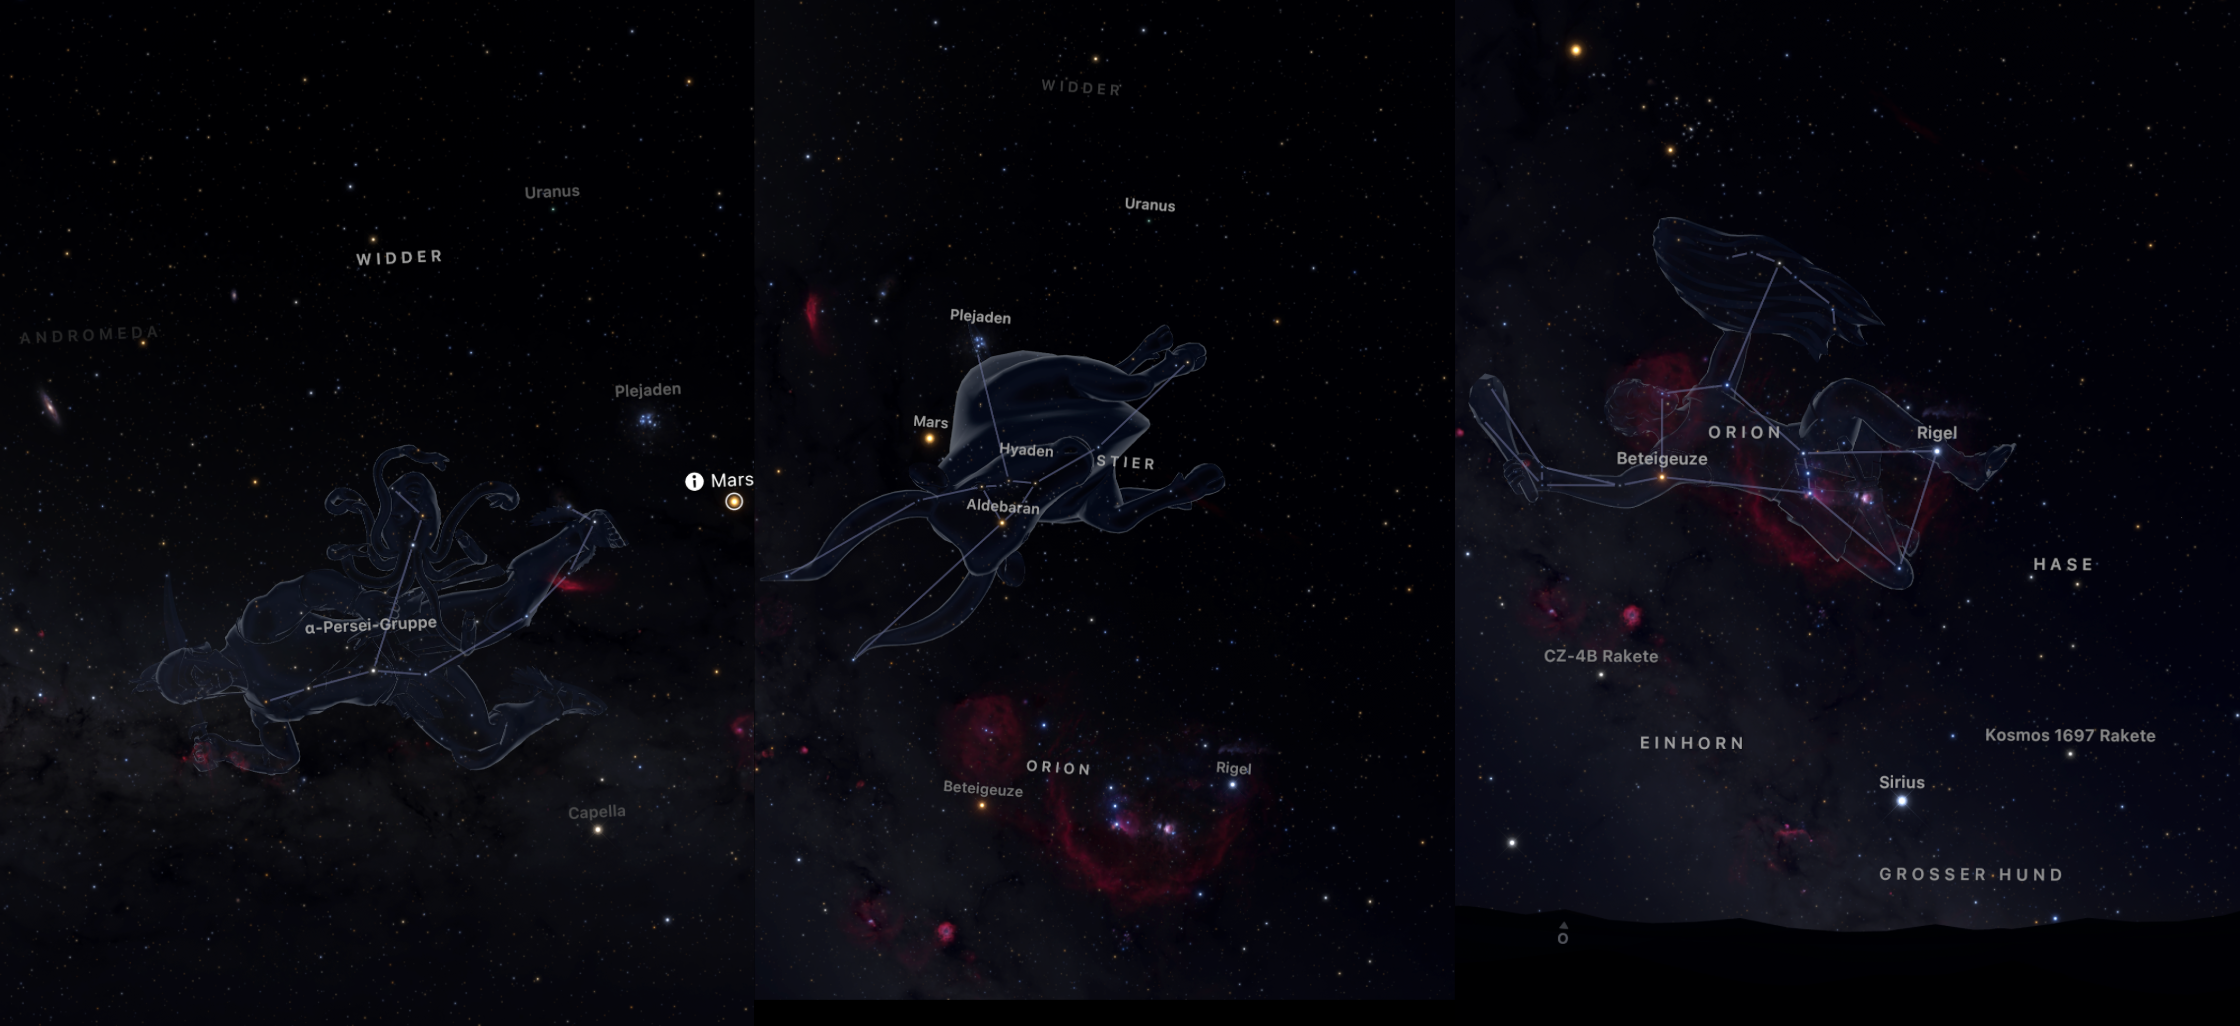 Uranus
WIDDER
ANDROMEDA
Plejaden
Mars
α-Persei-Gruppe
Capella
WIDDER
Uranus
Plejaden
Mars
Hyaden
STIER
Aldebaran
ORION
Rigel
Beteigeuze
ORION
Rigel
Beteigeuze
HASE
CZ-4B Rakete
EINHORN
Kosmos 1697 Rakete
Sirius
GROSSER HUND
O